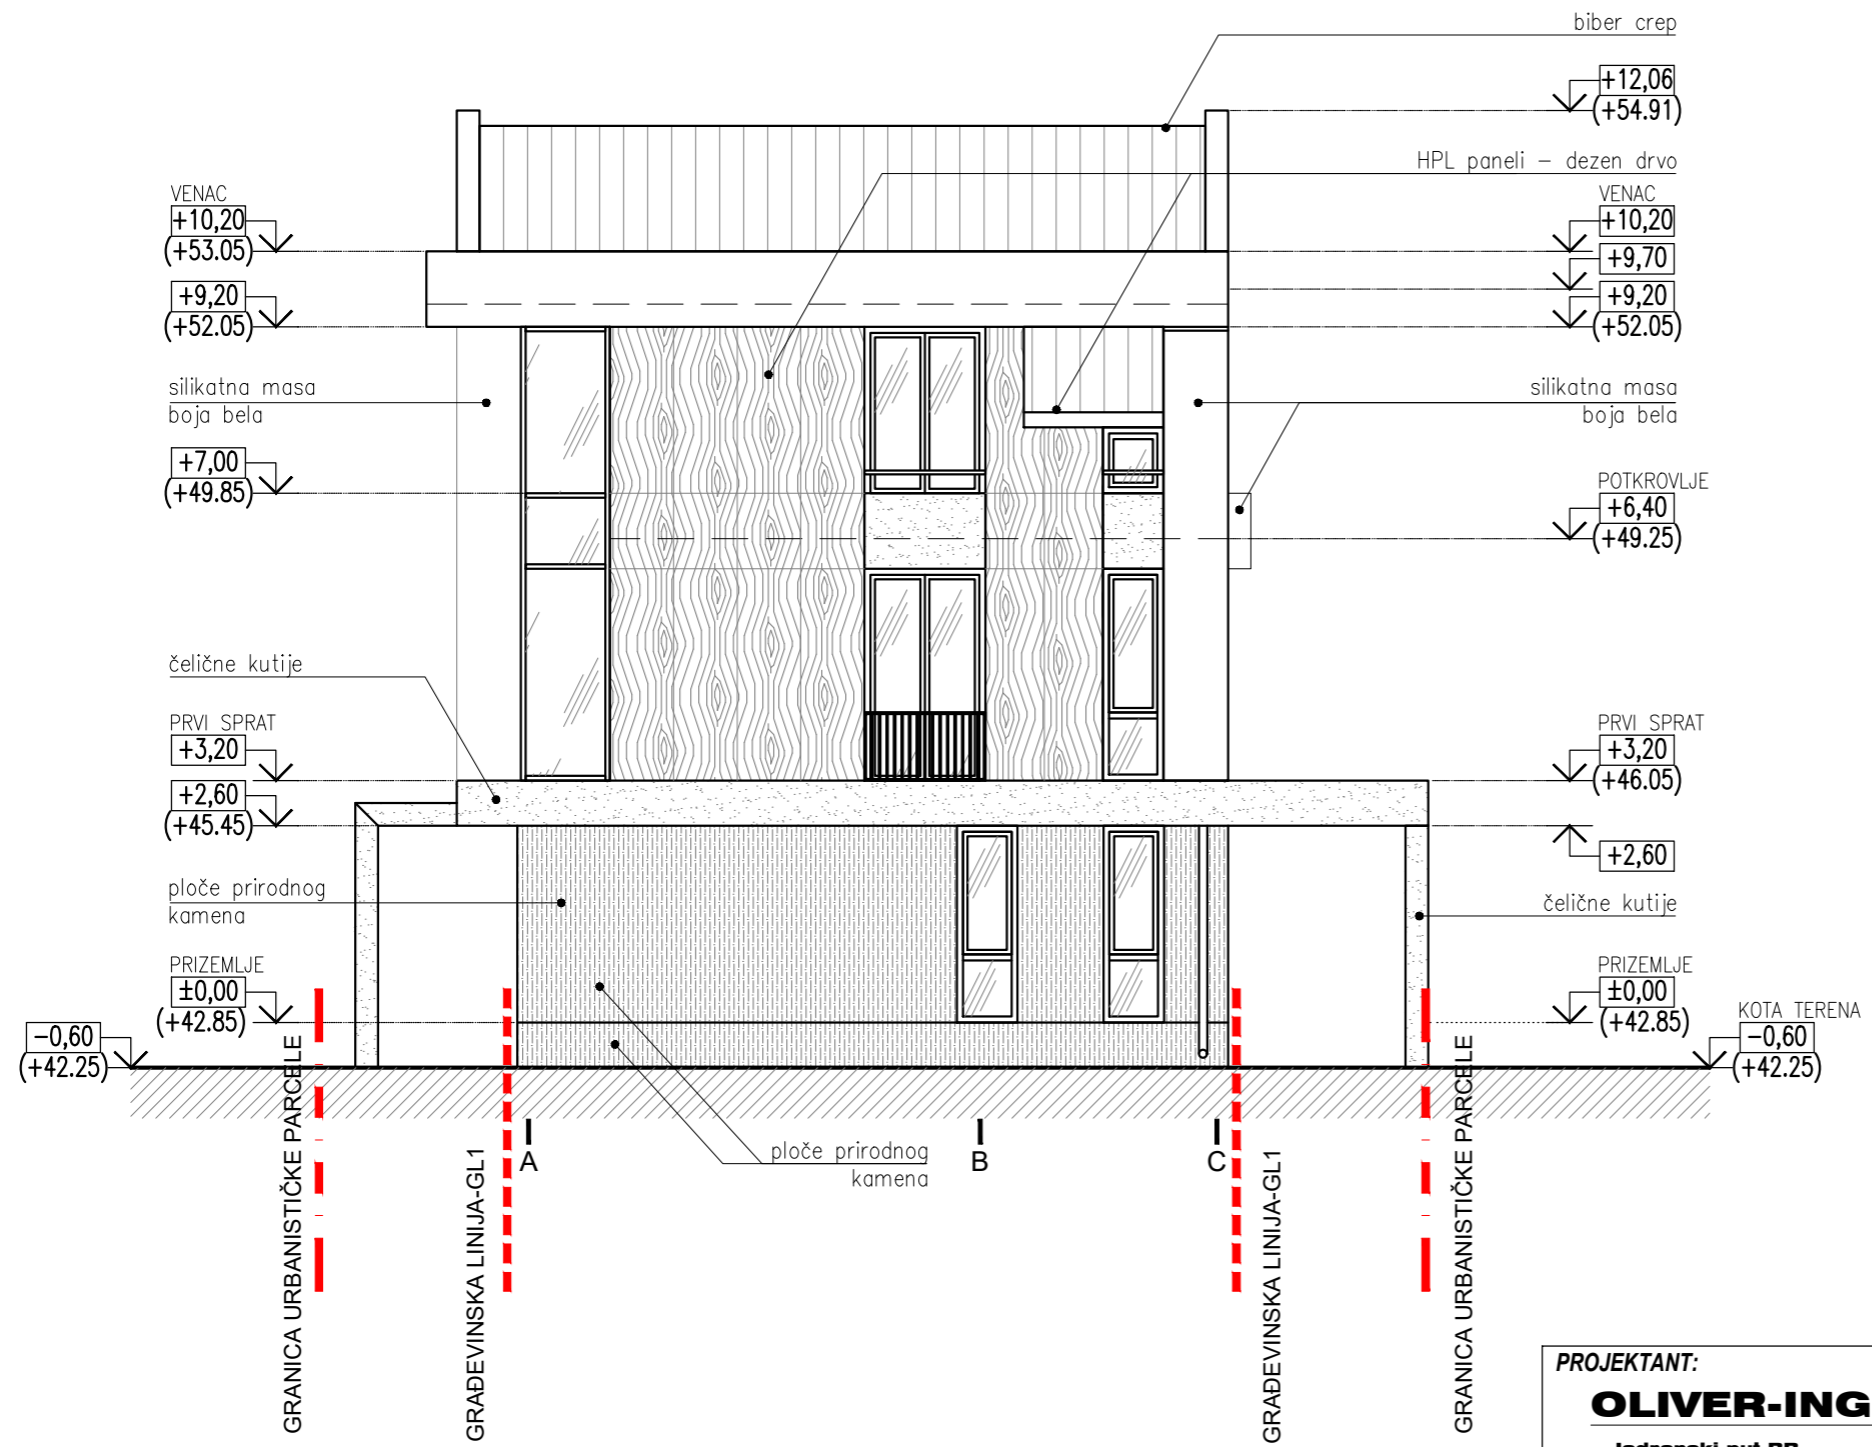 biber crep
+12,06
(+54.91)
HPL paneli – dezen drvo
VENAC
+10,20
(+53.05)
+9,20
(+52.05)
silikatna masa
boja bela
+7,00
(+49.85)
čelične kutije
PRVI SPRAT
+3,20
+2,60
(+45.45)
ploče prirodnog
kamena
PRIZEMLJE
±0,00
(+42.85)
−0,60
(+42.25)
VENAC
+10,20
+9,70
+9,20
(+52.05)
silikatna masa
boja bela
POTKROVLJE
+6,40
(+49.25)
PRVI SPRAT
+3,20
(+46.05)
+2,60
čelične kutije
PRIZEMLJE
±0,00
(+42.85)
KOTA TERENA
−0,60
(+42.25)
A
B
C
ploče prirodnog
kamena
GRANICA URBANISTIČKE PARCELE
GRAĐEVINSKA LINIJA-GL1
GRAĐEVINSKA LINIJA-GL1
GRANICA URBANISTIČKE PARCELE
PROJEKTANT:
OLIVER-ING